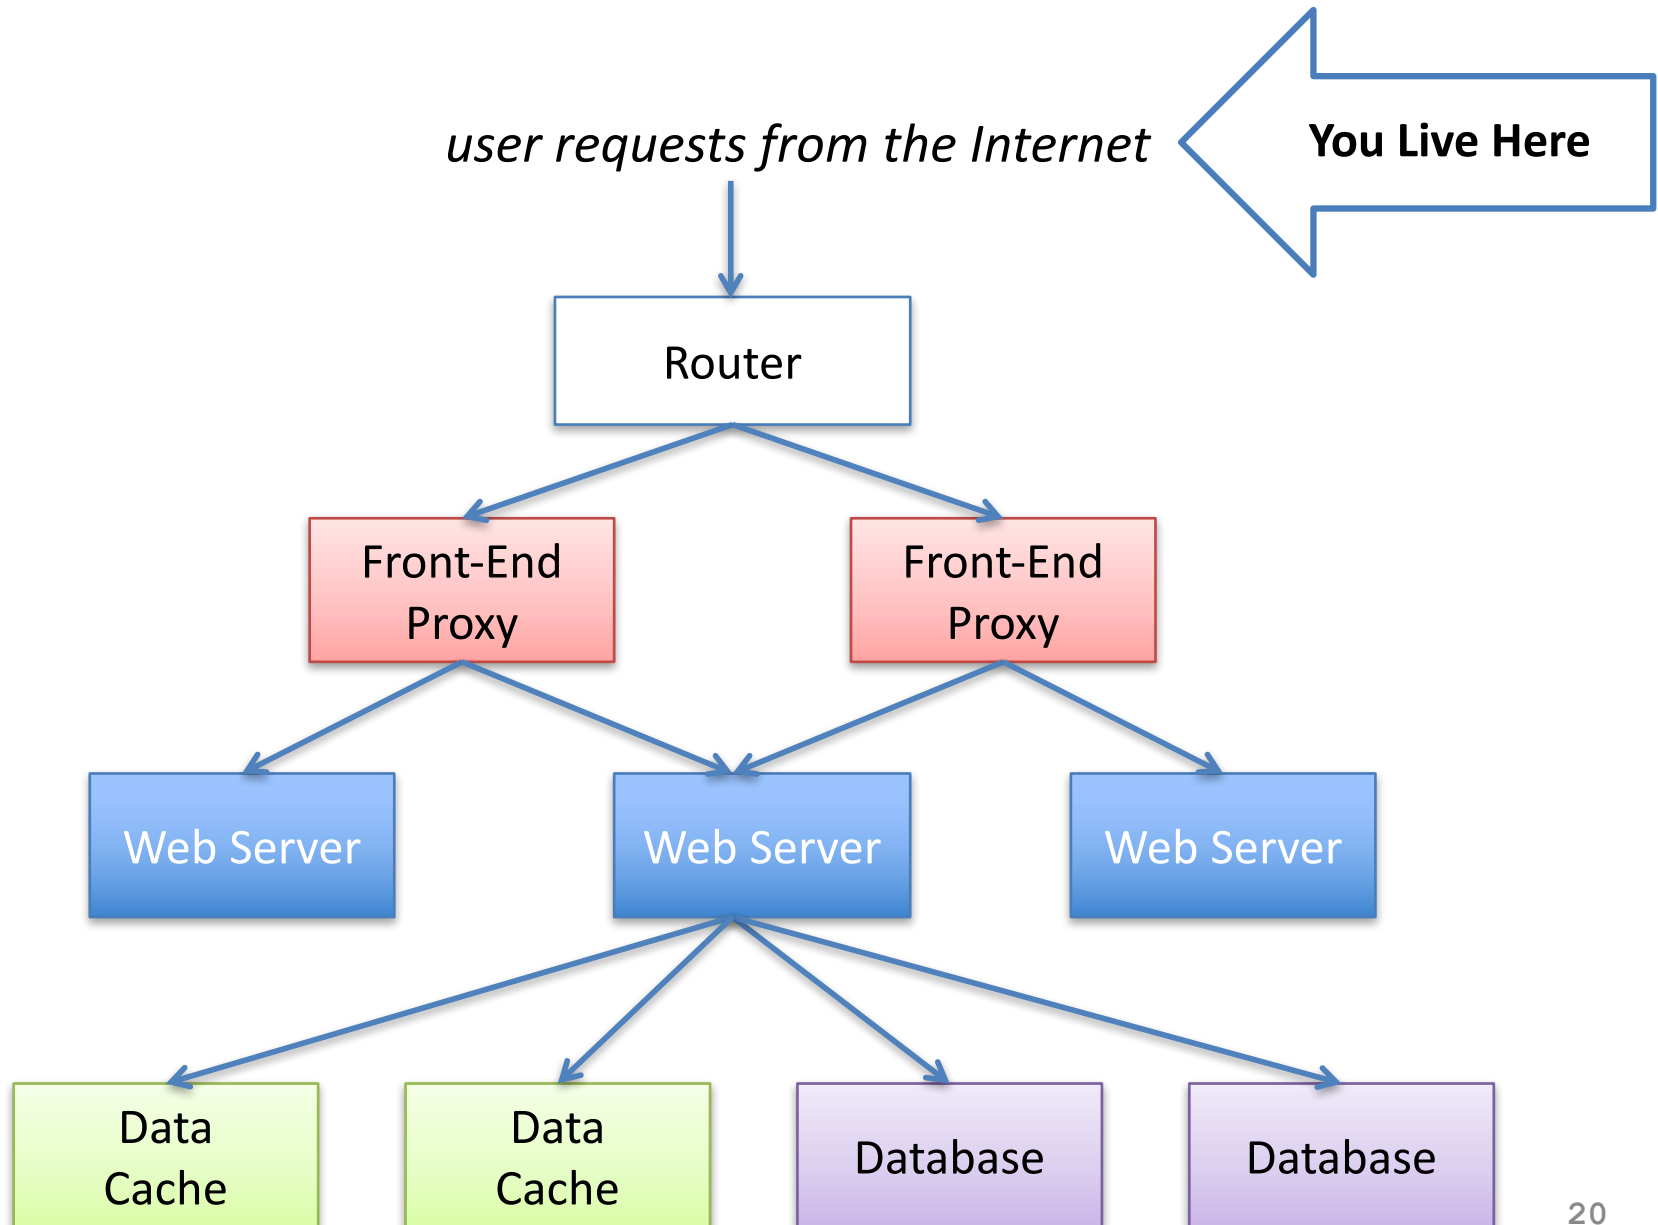 user requests from the Internet
You Live Here
Router
Front-End
Proxy
Front-End
Proxy
Web Server
Web Server
Web Server
Data
Cache
Data
Cache
Database
Database
20